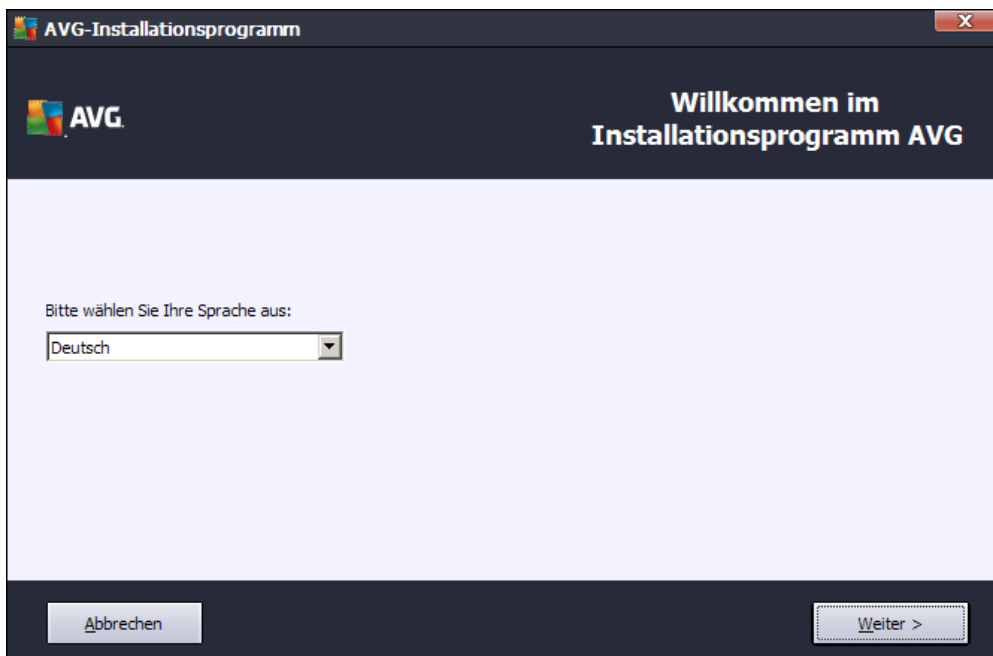 AVG-Installationsprogramm
X
AVG.
Willkommen im
Installationsprogramm AVG
Bitte wählen Sie Ihre Sprache aus:
Deutsch
Abbrechen
Weiter >